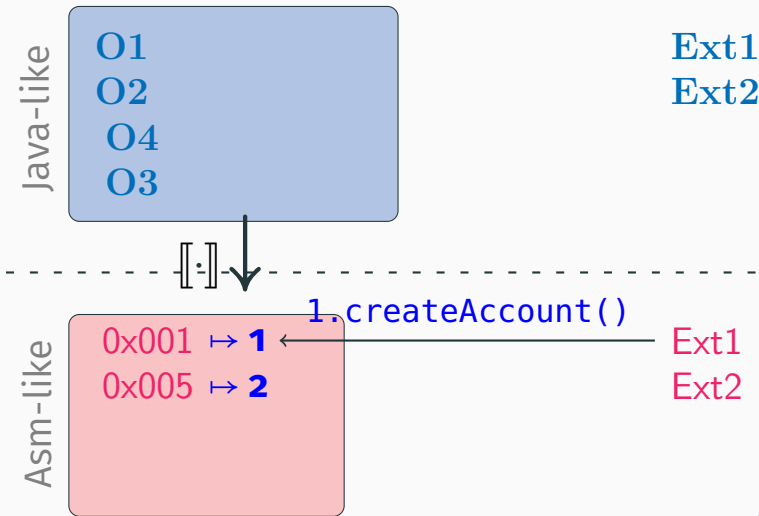 Java-like
O1
O2
O4
O3
Ext1
Ext2
⟦·⟧
Asm-like
0x001 ↦ 1
0x005 ↦ 2
1.createAccount()
Ext1
Ext2